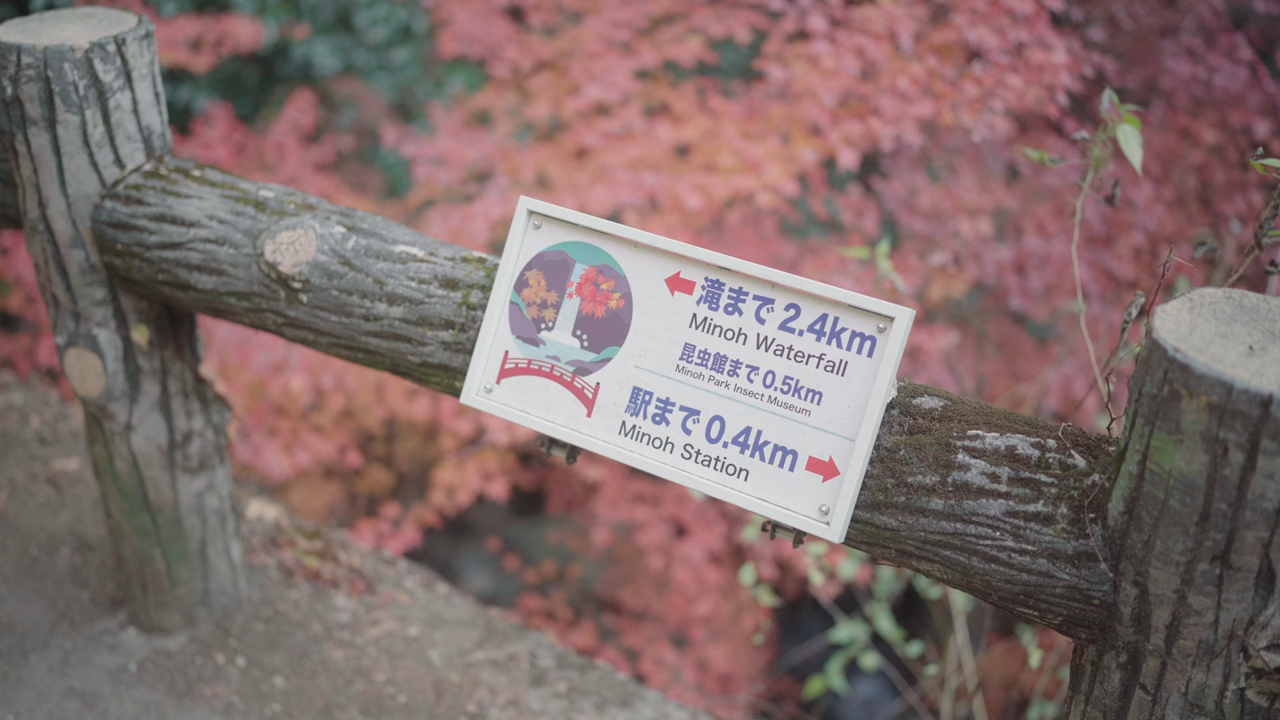 滝まで 2.4km
Minoh Waterfall
昆虫館まで 0.5km
Minoh Park Insect Museum
駅まで 0.4km
Minoh Station